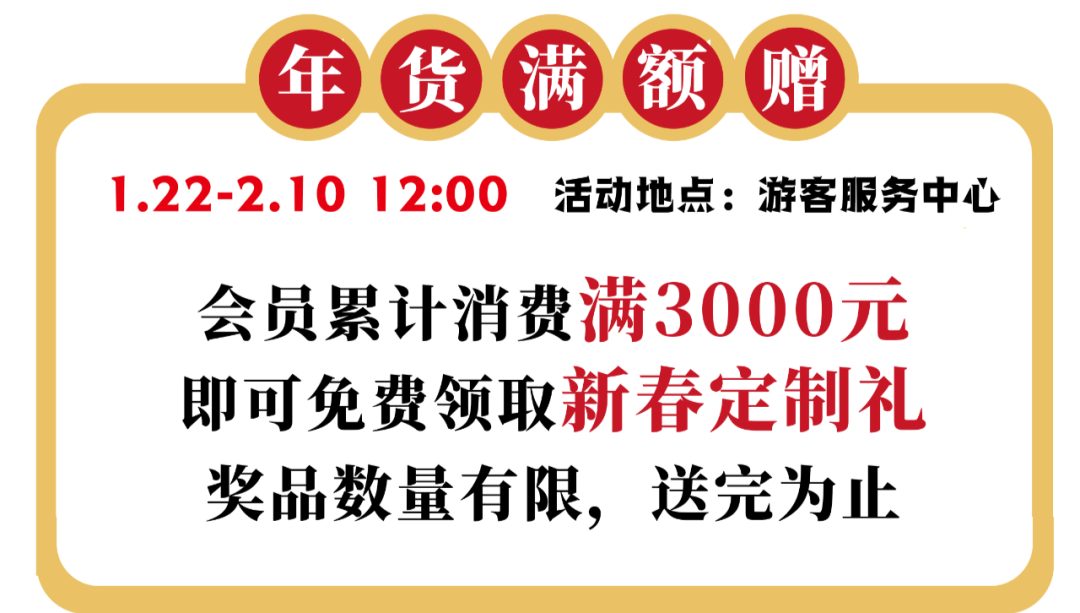 年货满额赠
1.22-2.10 12:00 活动地点：游客服务中心
会员累计消费满3000元
即可免费领取新春定制礼
奖品数量有限，送完为止